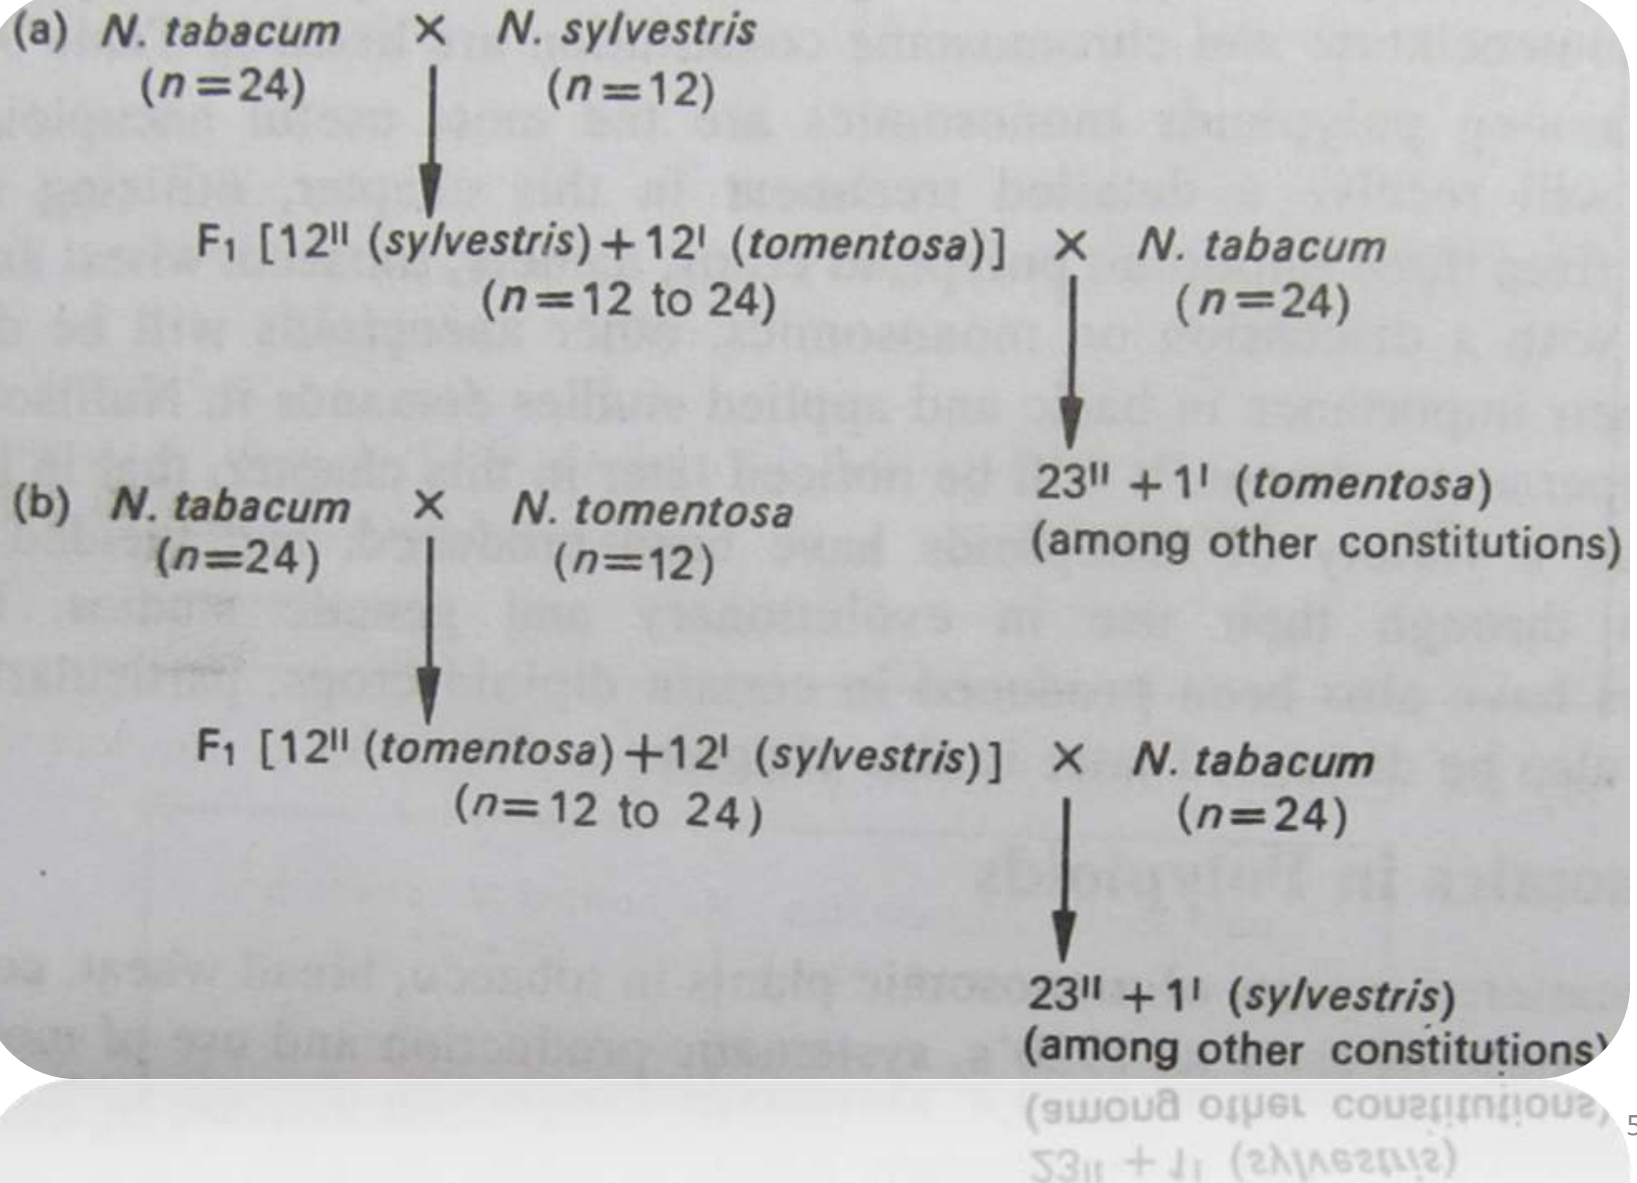 (a) N. tabacum × N. sylvestris
(n=24) (n=12)
F₁ [12ᴵᴵ (sylvestris)+12ᴵ (tomentosa)] × N. tabacum
(n=12 to 24) (n=24)
23ᴵᴵ +1ᴵ (tomentosa)
(among other constitutions)
(b) N. tabacum × N. tomentosa
(n=24) (n=12)
F₁ [12ᴵᴵ (tomentosa)+12ᴵ (sylvestris)] × N. tabacum
(n=12 to 24) (n=24)
23ᴵᴵ +1ᴵ (sylvestris)
(among other constitutions)
5